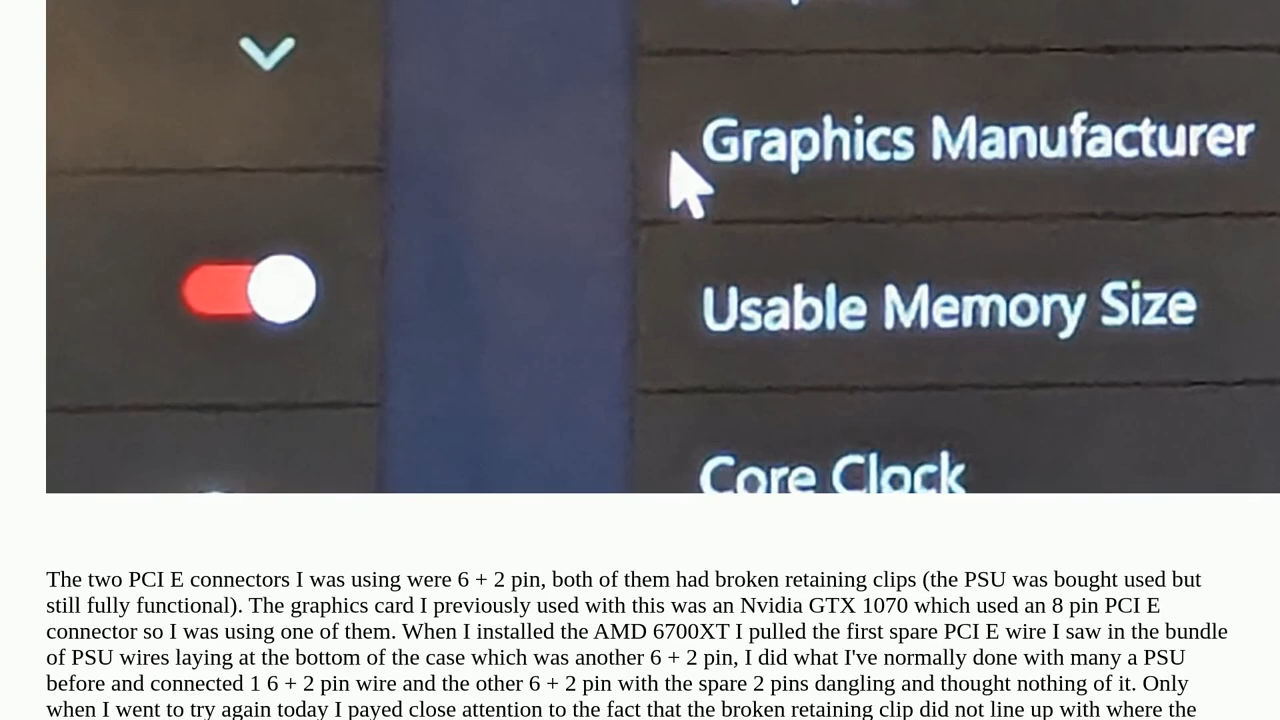 Graphics Manufacturer
Usable Memory Size
Core Clock
The two PCI E connectors I was using were 6 + 2 pin, both of them had broken retaining clips (the PSU was bought used but
still fully functional). The graphics card I previously used with this was an Nvidia GTX 1070 which used an 8 pin PCI E
connector so I was using one of them. When I installed the AMD 6700XT I pulled the first spare PCI E wire I saw in the bundle
of PSU wires laying at the bottom of the case which was another 6 + 2 pin, I did what I've normally done with many a PSU
before and connected 1 6 + 2 pin wire and the other 6 + 2 pin with the spare 2 pins dangling and thought nothing of it. Only
when I went to try again today I payed close attention to the fact that the broken retaining clip did not line up with where the